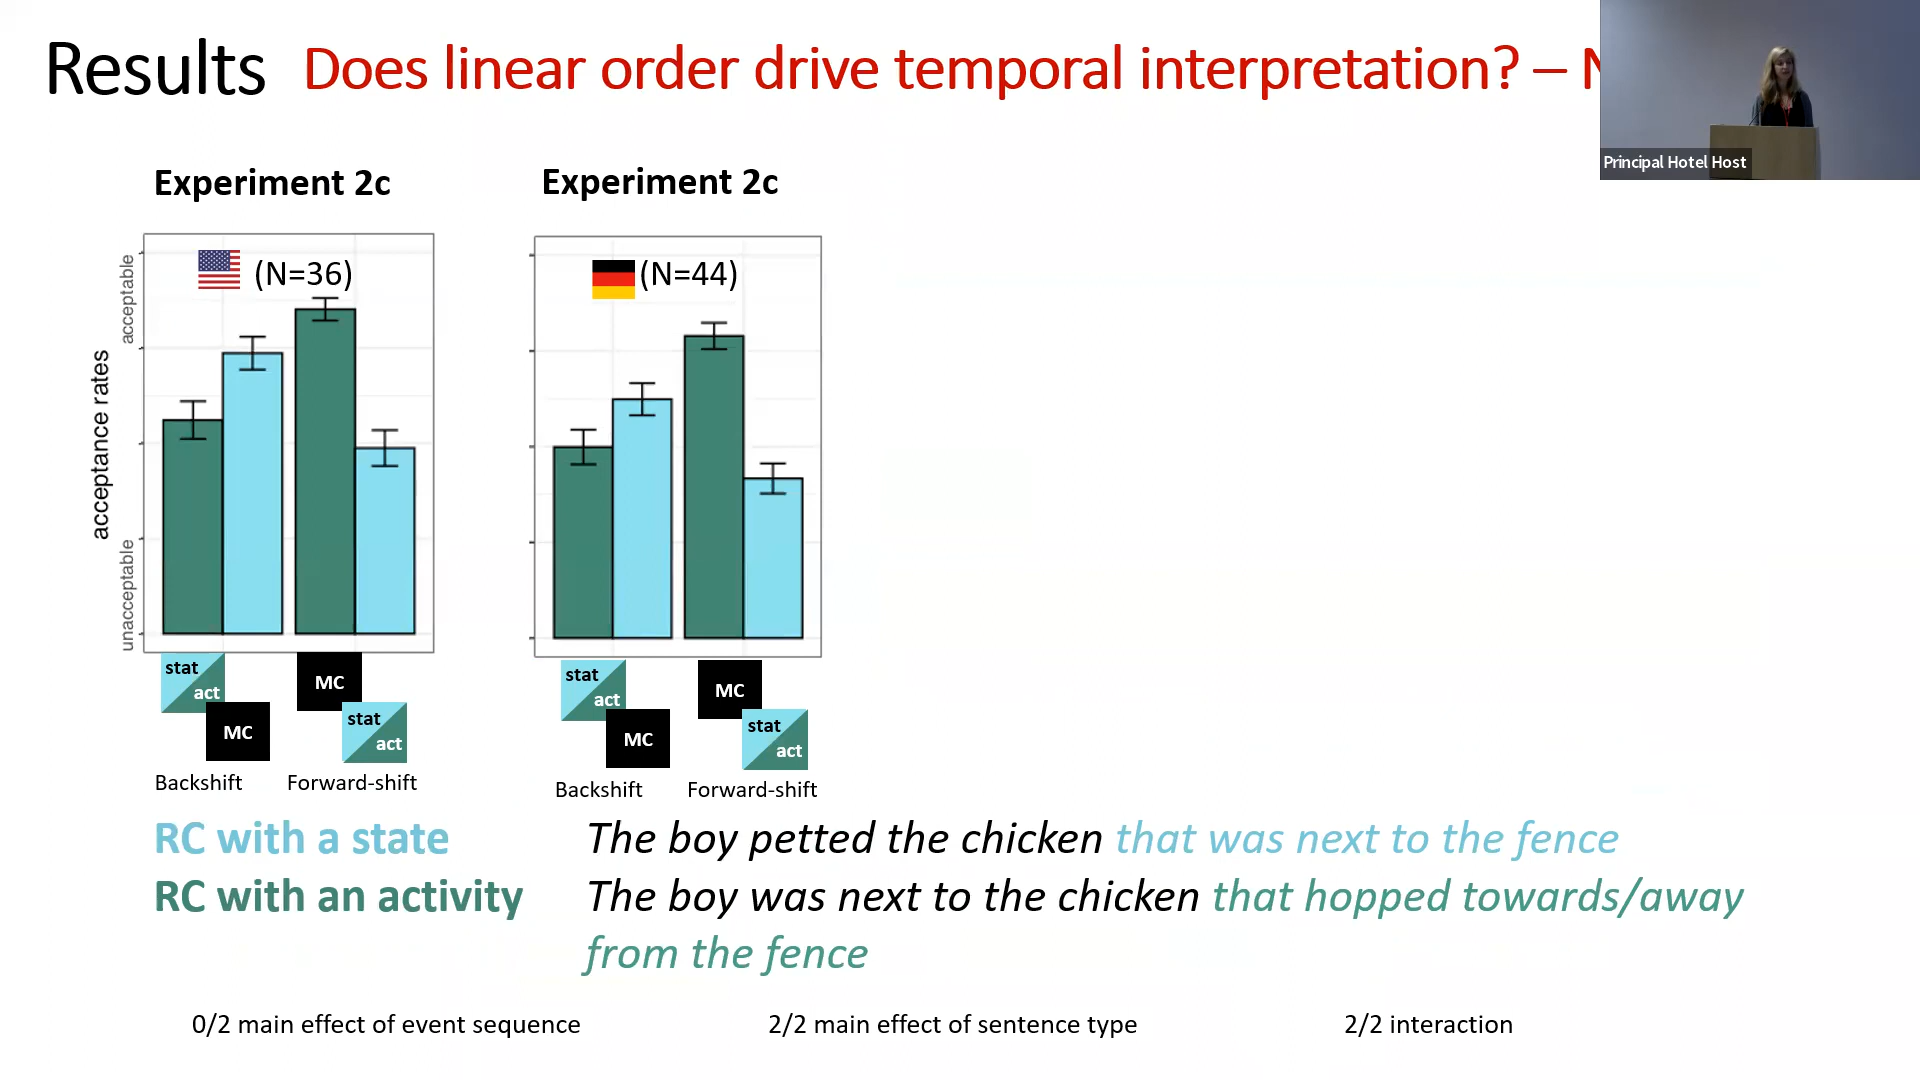 Results Does linear order drive temporal interpretation? –
Principal Hotel Host
Experiment 2c
Experiment 2c
(N=36)
(N=44)
acceptance rates
acceptable
unacceptable
stat
act
MC
MC
stat
act
stat
act
MC
MC
stat
act
Backshift
Forward-shift
Backshift
Forward-shift
RC with a state
The boy petted the chicken that was next to the fence
RC with an activity
The boy was next to the chicken that hopped towards/away
from the fence
0/2 main effect of event sequence
2/2 main effect of sentence type
2/2 interaction